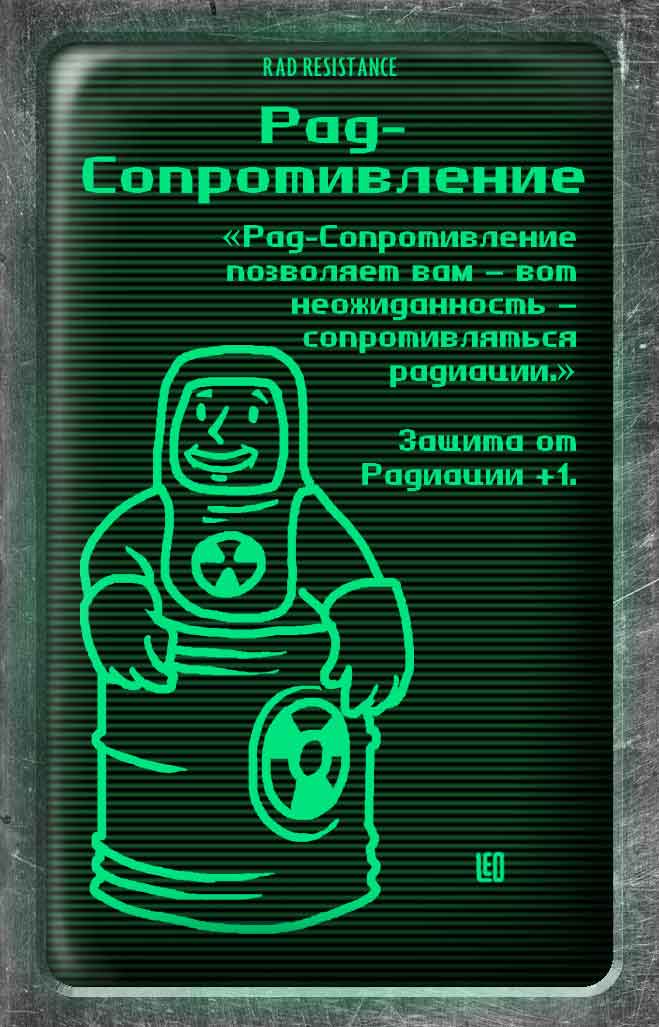 RAD RESISTANCE
Рад-
Сопротивление
«Рад-Сопротивление
позволяет вам – вот
неожиданность –
сопротивляться
радиации.»
Защита от
Радиации +1.
LEO